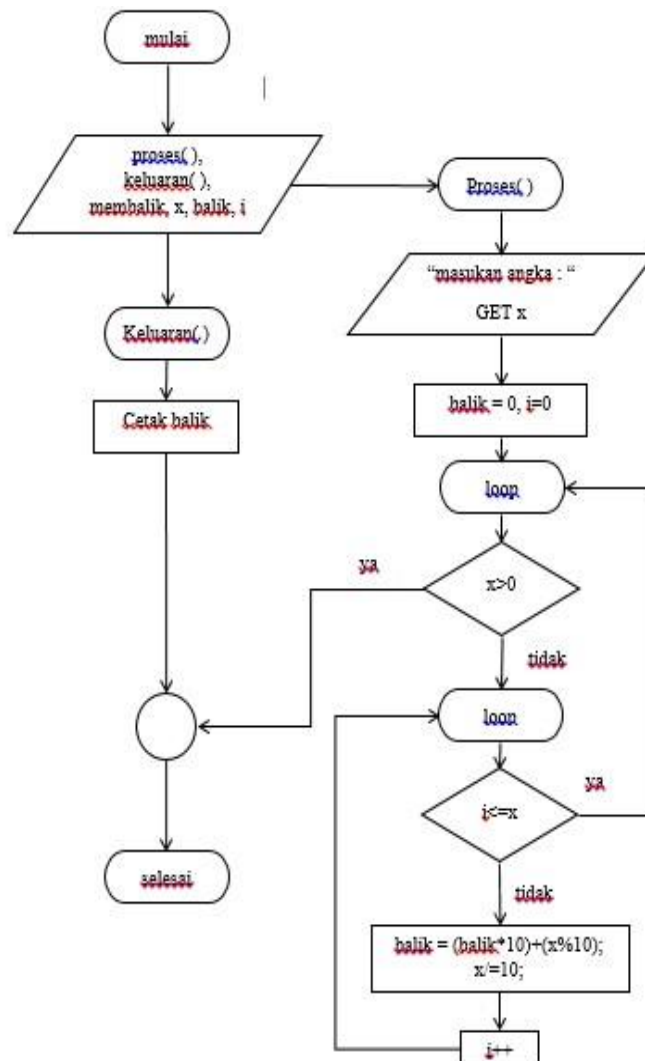 mulai
proses( ),
keluaran( ),
membalik, x, balik, i
Keluaran( )
Cetak balik
selesai
Proses( )
“masukan angka : “
GET x
balik = 0, i=0
loop
x>0
ya
tidak
loop
i<=x
ya
tidak
balik = (balik*10)+(x%10);
x/=10;
i++